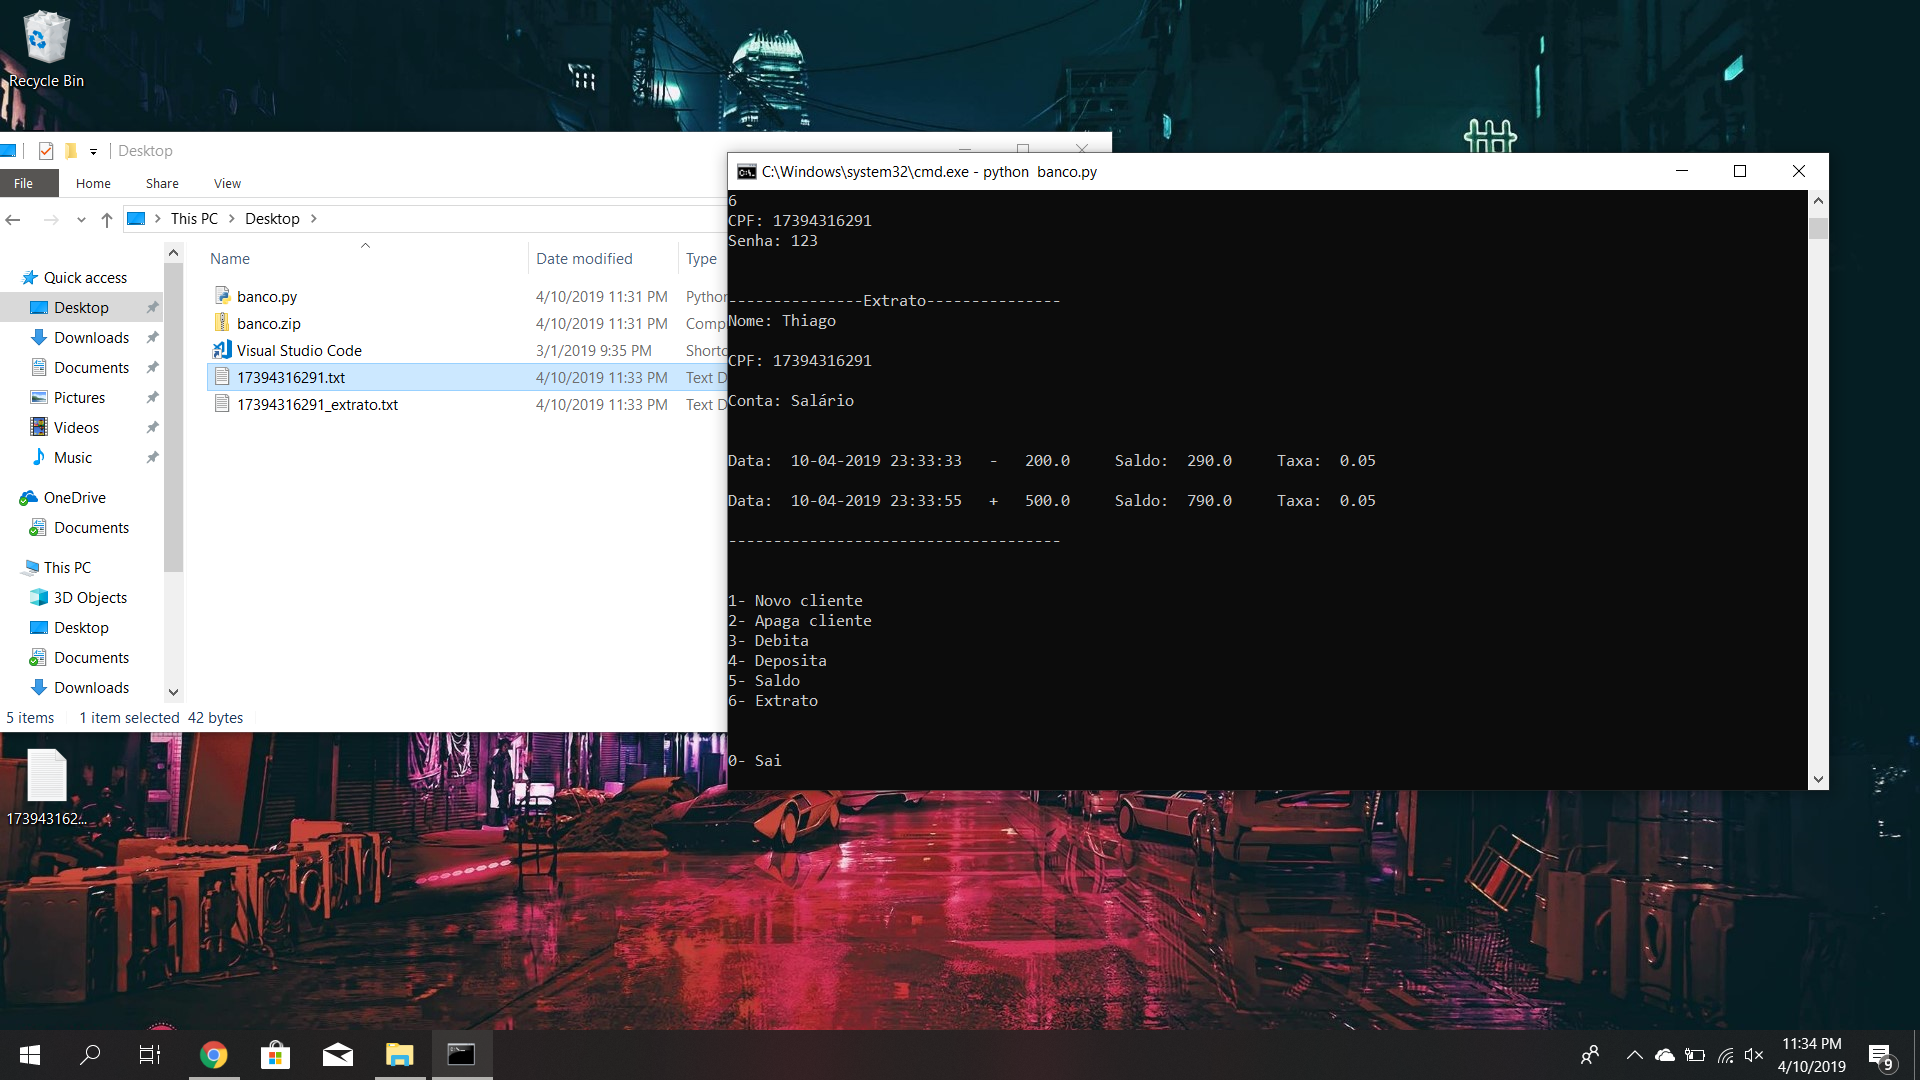 Recycle Bin
Desktop
File Home Share View
This PC Desktop
Name Date modified Type
Quick access
Desktop
Downloads
Documents
Pictures
Videos
Music
OneDrive
Documents
This PC
3D Objects
Desktop
Documents
Downloads
banco.py 4/10/2019 11:31 PM Python
banco.zip 4/10/2019 11:31 PM Comp
Visual Studio Code 3/1/2019 9:35 PM Shortc
17394316291.txt 4/10/2019 11:33 PM Text D
17394316291_extrato.txt 4/10/2019 11:33 PM Text D
5 items 1 item selected 42 bytes
C:\Windows\system32\cmd.exe - python  banco.py
6
CPF: 17394316291
Senha: 123
---------------Extrato---------------
Nome: Thiago
CPF: 17394316291
Conta: Salário
Data:  10-04-2019 23:33:33   -   200.0     Saldo:  290.0     Taxa:  0.05
Data:  10-04-2019 23:33:55   +   500.0     Saldo:  790.0     Taxa:  0.05
-------------------------------------
1- Novo cliente
2- Apaga cliente
3- Debita
4- Deposita
5- Saldo
6- Extrato
0- Sai
173943162...
11:34 PM
4/10/2019
9